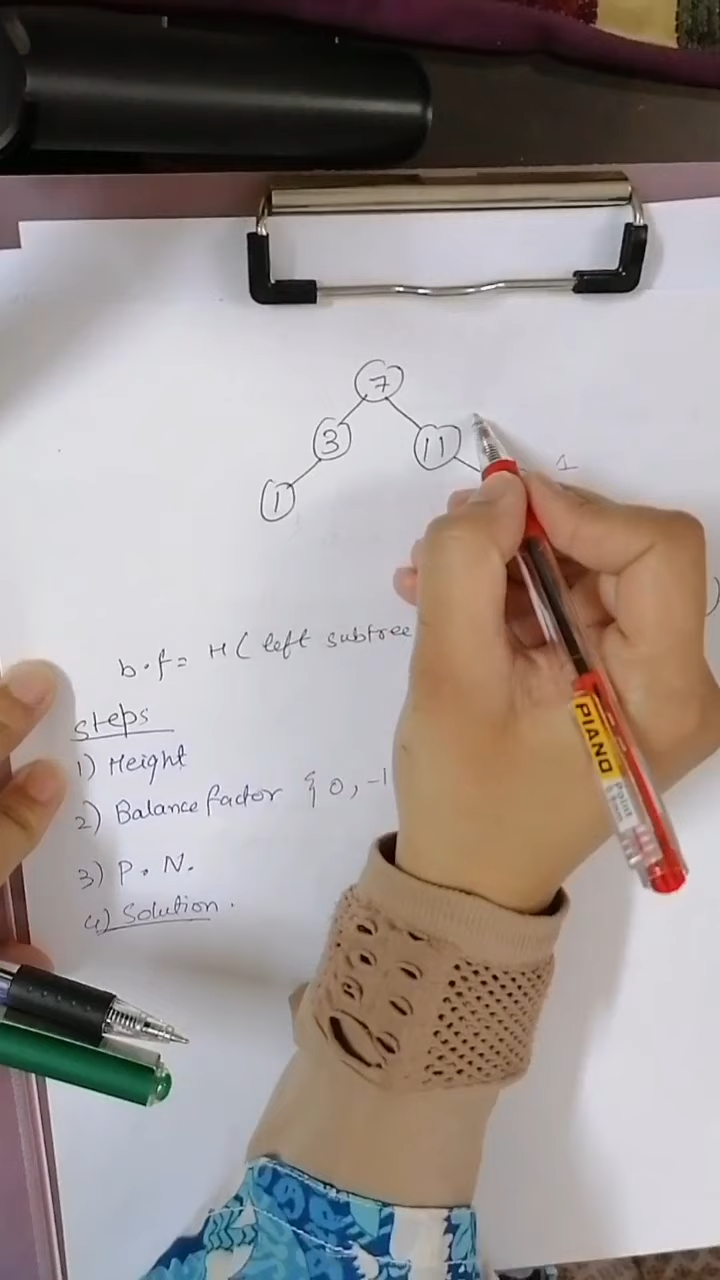 7
3
11
1
1
b.f = H( left subtree
)
steps
1) Height
2) Balance factor { 0, -1
3) P. N.
4) Solution.
PIANO
Point